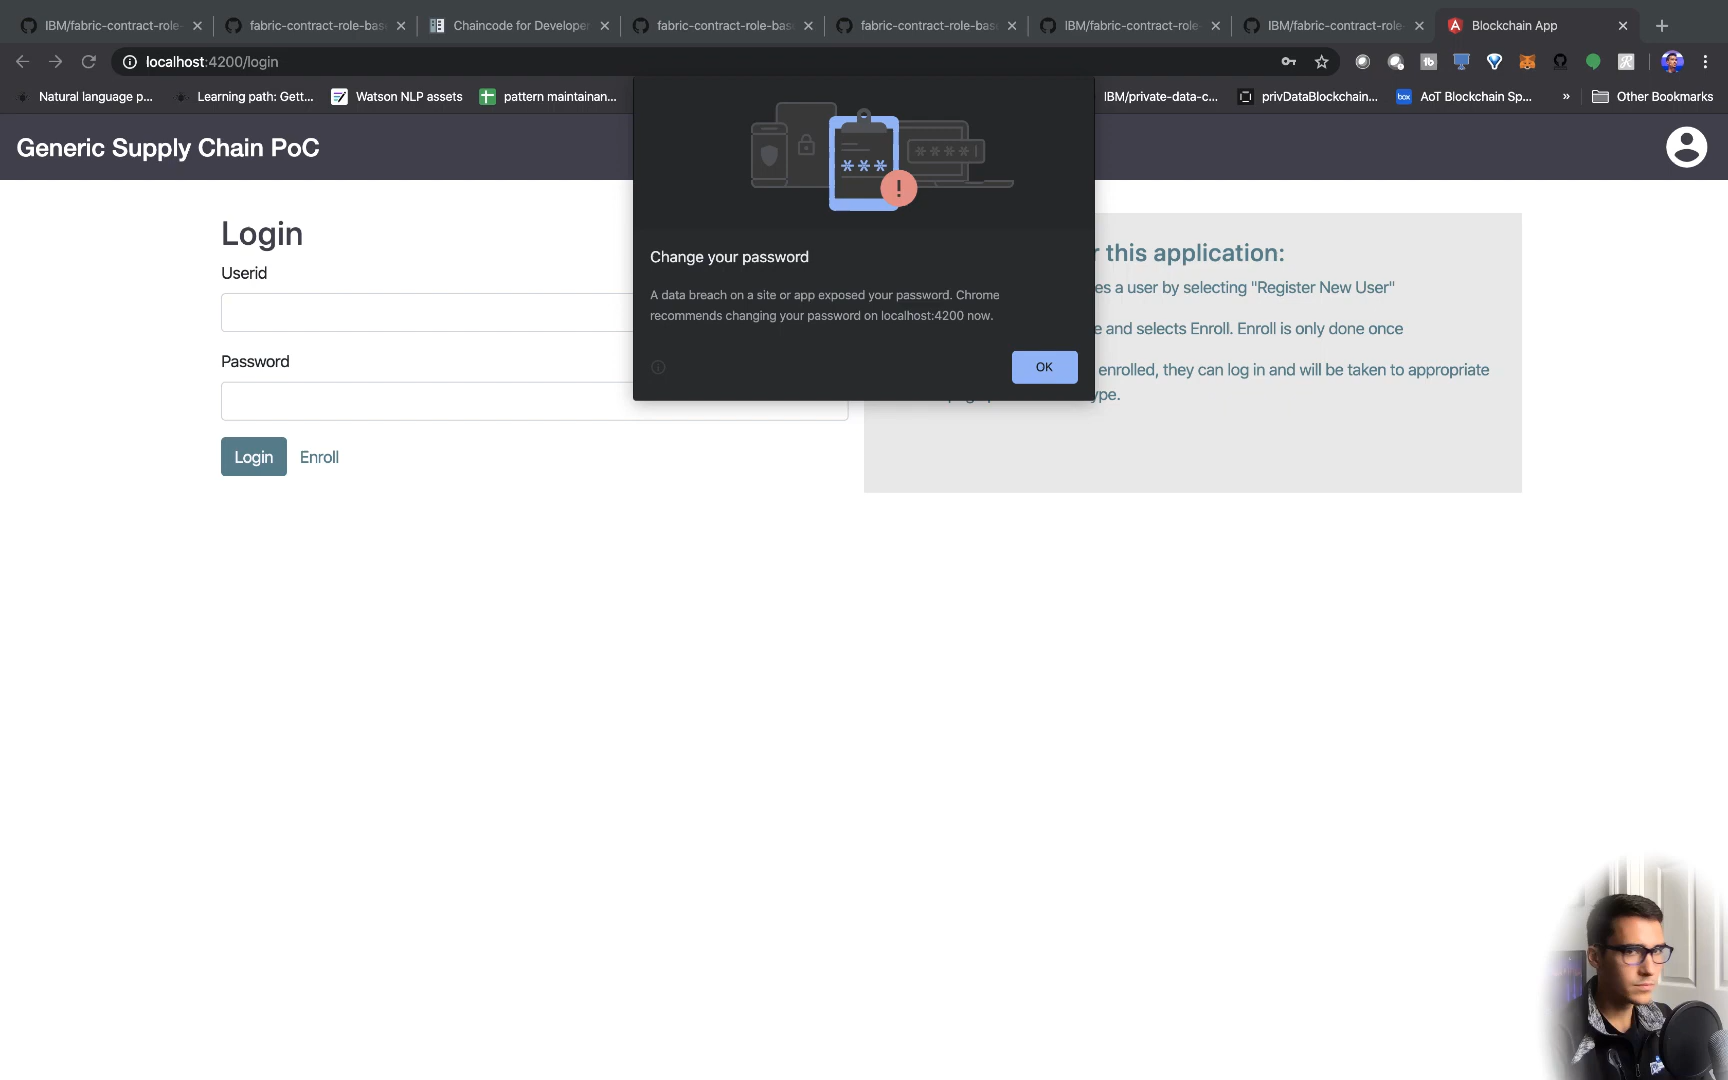 IBM/fabric-contract-role-
fabric-contract-role-bas
Chaincode for Develope
fabric-contract-role-bas
fabric-contract-role-bas
IBM/fabric-contract-role-
IBM/fabric-contract-role-
Blockchain App
localhost:4200/login
Natural language p...
Learning path: Gett...
Watson NLP assets
pattern maintainan...
IBM/private-data-c...
privDataBlockchain...
AoT Blockchain Sp...
»
Other Bookmarks
Generic Supply Chain PoC
***
****|
!
Change your password
A data breach on a site or app exposed your password. Chrome
recommends changing your password on localhost:4200 now.
OK
Login
Userid
Password
Login
Enroll
this application:
es a user by selecting "Register New User"
e and selects Enroll. Enroll is only done once
enrolled, they can log in and will be taken to appropriate
ype.